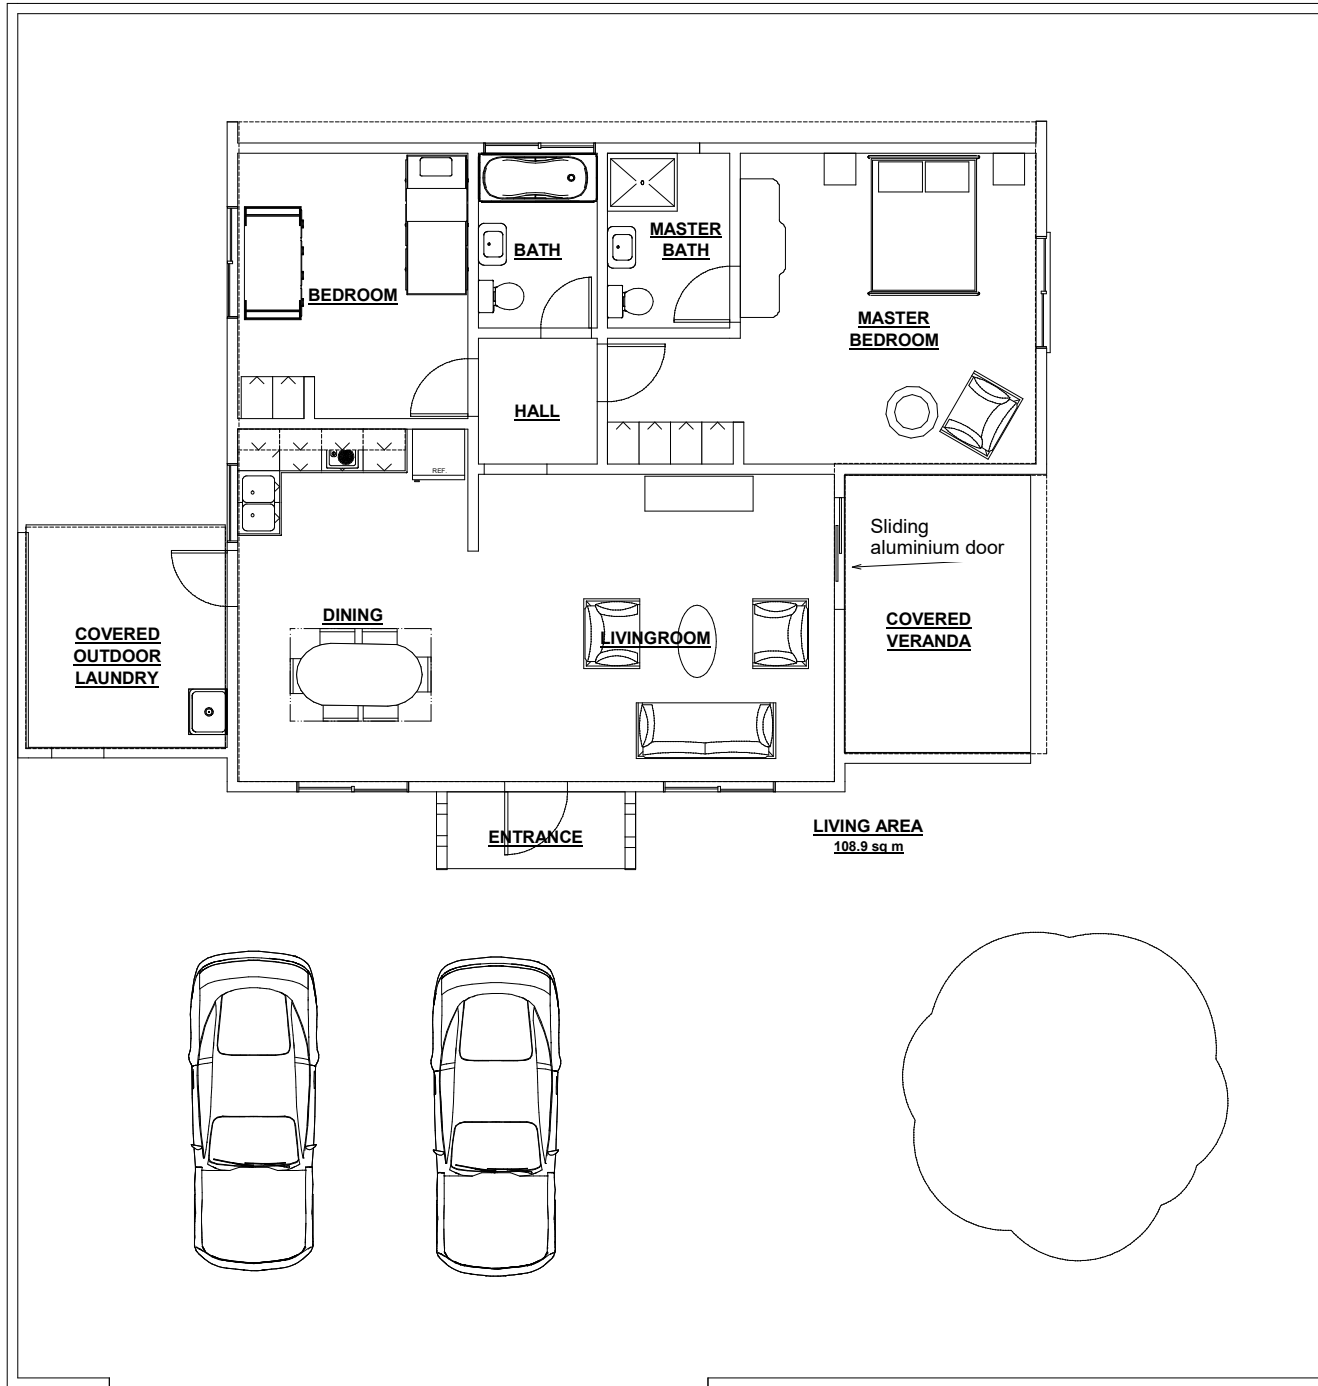 BATH
MASTER
BATH
BEDROOM
MASTER
BEDROOM
HALL
REF.
Sliding
aluminium door
DINING
LIVINGROOM
COVERED
VERANDA
COVERED
OUTDOOR
LAUNDRY
ENTRANCE
LIVING AREA
108.9 sq m